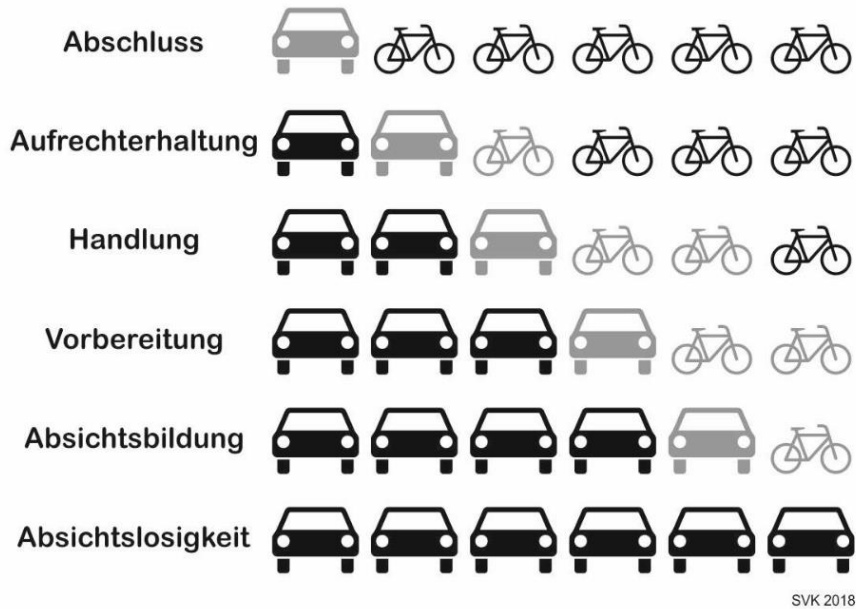 Abschluss
Aufrechterhaltung
Handlung
Vorbereitung
Absichtsbildung
Absichtslosigkeit
SVK 2018